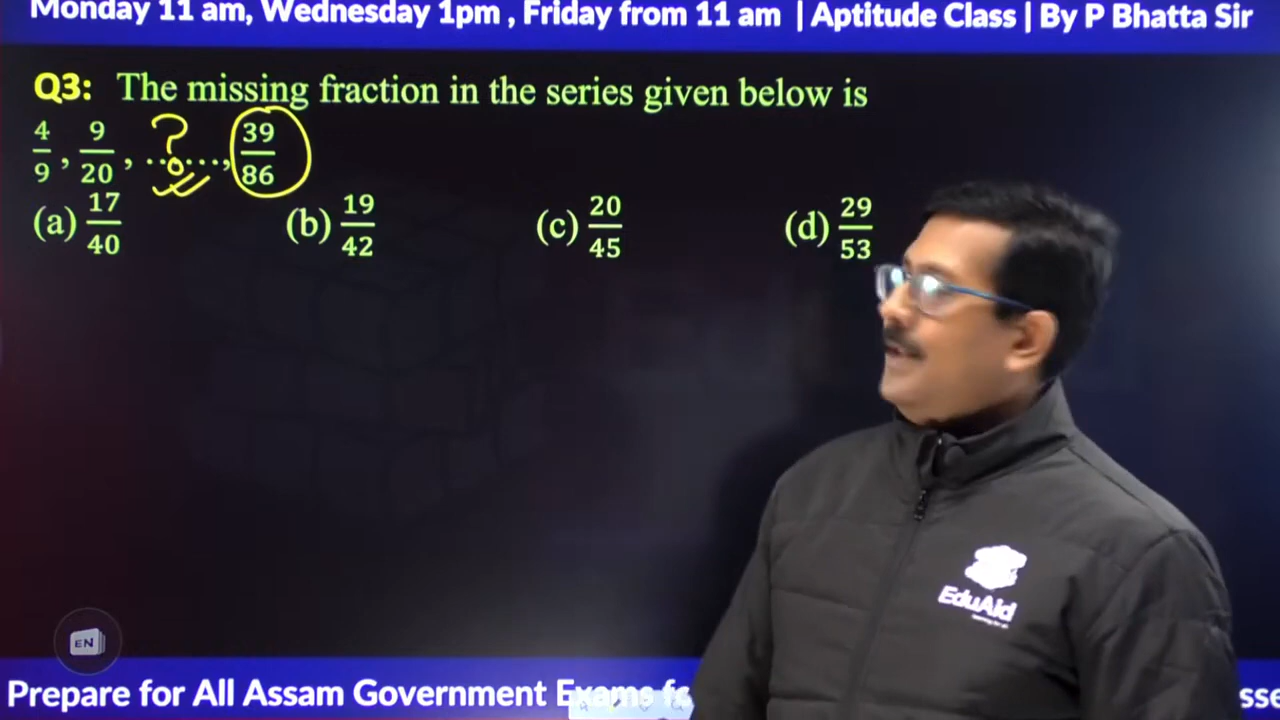 Monday 11 am, Wednesday 1pm , Friday from 11 am | Aptitude Class | By P Bhatta Sir
Q3: The missing fraction in the series given below is
4/9, 9/20, ......., 39/86
?
(a) 17/40 (b) 19/42 (c) 20/45 (d) 29/53
EduAid
EN
Prepare for All Assam Government Exams